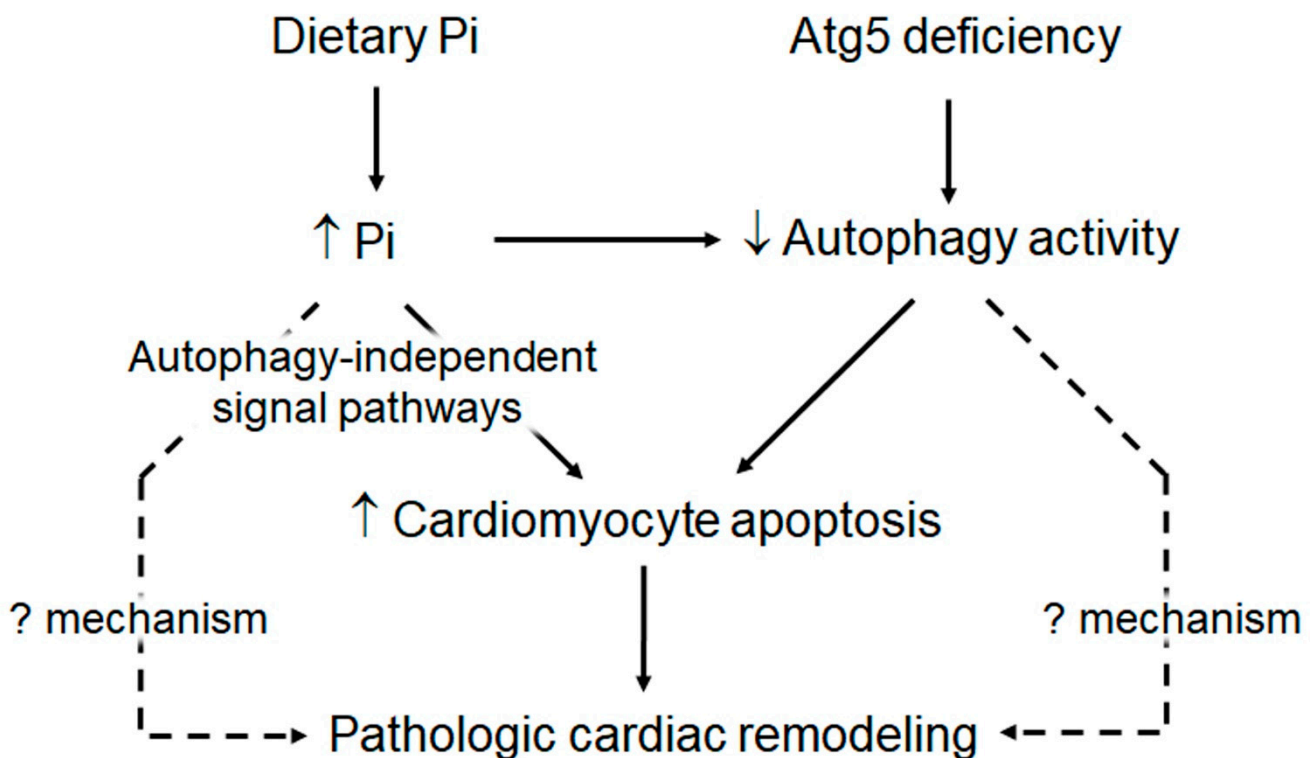 Dietary Pi
Atg5 deficiency
↑ Pi
↓ Autophagy activity
Autophagy-independent
signal pathways
↑ Cardiomyocyte apoptosis
? mechanism
? mechanism
Pathologic cardiac remodeling